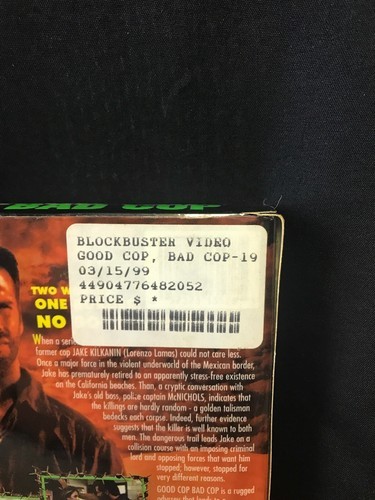 BAD COP
BLOCKBUSTER VIDEO
GOOD COP, BAD COP-19
03/15/99
44904776482052
PRICE $ *
TWO
ONE
NO
When a
former cop JAKE KILKANIN (Lorenzo Lamas) could not care less.
Once a major force in the violent underworld of the Mexican border,
Jake has prematurely retired to an apparently stress-free existence
on the California beaches. Than, a cryptic conversation with
Jake's old boss, police captain McNICHOLS, indicates that
the killings are hardly random - a golden talisman
bedecks each corpse. Indeed, further evidence
suggests that the killer is well known to both
men. The dangerous trail leads Jake on a
collision course with an imposing criminal
lord and opposing forces that want him
stopped; however, stopped for
very different reasons.
GOOD COP BAD COP is a rugged